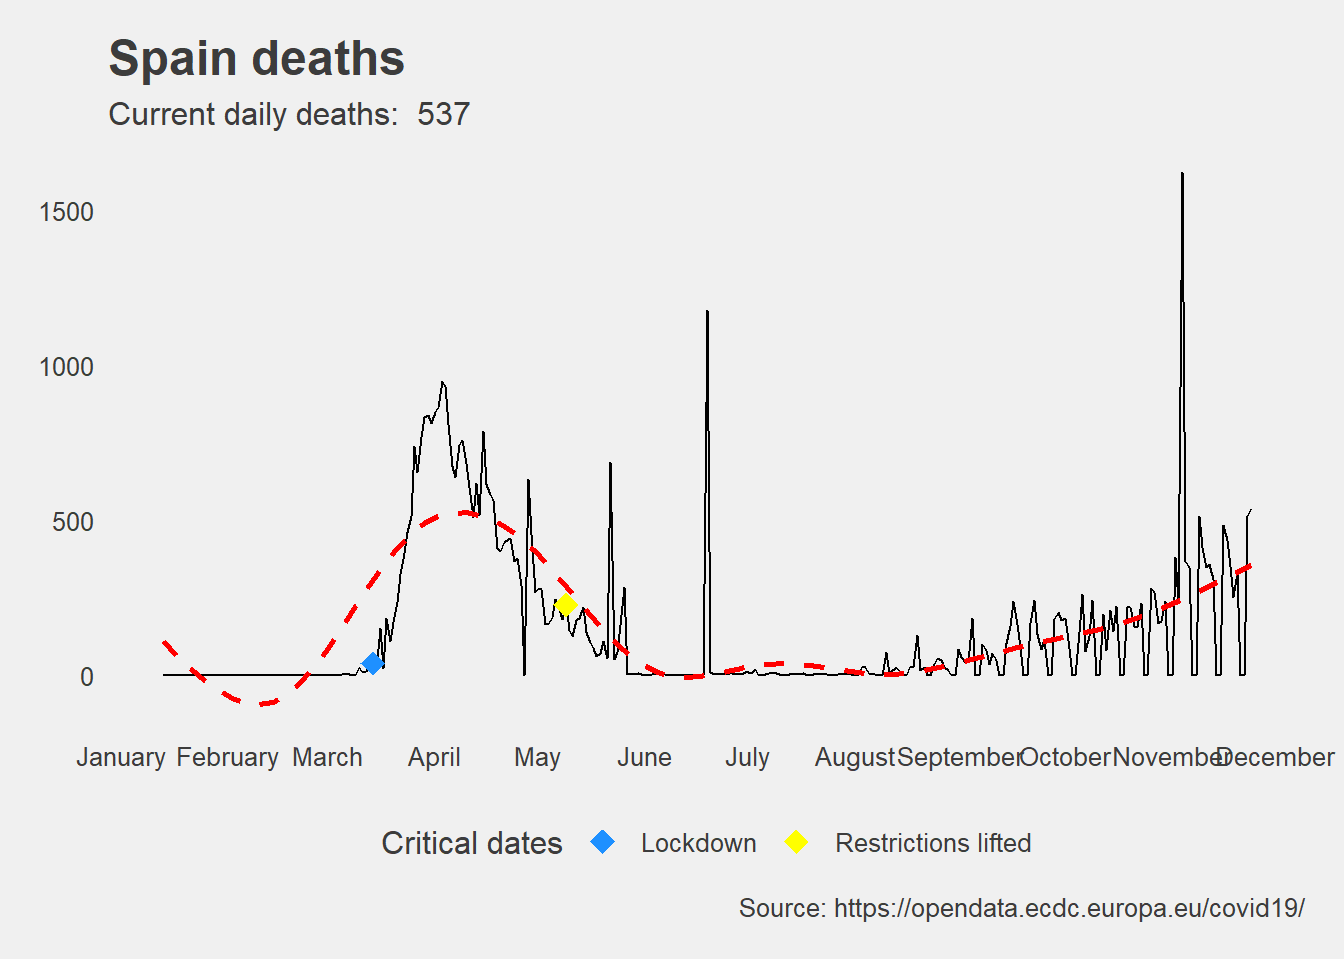 Spain deaths
Current daily deaths:  537
1500
1000
500
0
January February March April May June July August September October November December
Critical dates Lockdown Restrictions lifted
Source: https://opendata.ecdc.europa.eu/covid19/